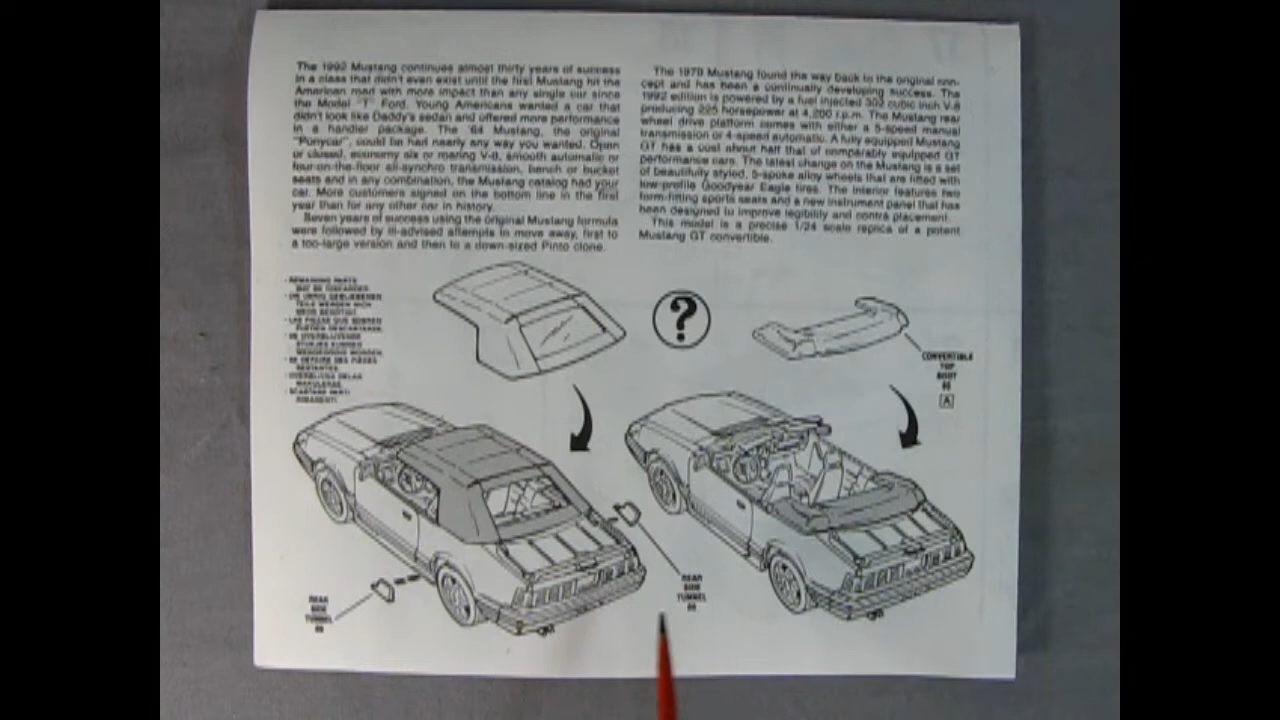 The 1992 Mustang continues almost thirty years of success
in a class that didn't even exist until the first Mustang hit the
American road with more impact than any single car since
the Model "T" Ford. Young Americans wanted a car that
didn't look like Daddy's sedan and offered more performance
in a handier package. The '64 Mustang, the original
"Ponycar", could be had nearly any way you wanted. Open
or closed, economy six or roaring V-8, smooth automatic or
four-on-the-floor all-synchro transmission, bench or bucket
seats and in any combination, the Mustang catalog had your
car. More customers signed on the bottom line in the first
year than for any other car in history.
Seven years of success using the original Mustang formula
were followed by ill-advised attempts to move away, first to
a too-large version and then to a down-sized Pinto clone.
The 1979 Mustang found the way back to the original con-
cept and has been a continually developing success. The
1992 edition is powered by a fuel injected 302 cubic inch V-8
producing 225 horsepower at 4,200 r.p.m. The Mustang rear
wheel drive platform comes with either a 5-speed manual
transmission or 4-speed automatic. A fully equipped Mustang
GT has a cost about half that of comparably equipped GT
performance cars. The latest change on the Mustang is a set
of beautifully styled, 5-spoke alloy wheels that are fitted with
low-profile Goodyear Eagle tires. The interior features two
form-fitting sports seats and a new instrument panel that has
been designed to improve legibility and control placement.
This model is a precise 1/24 scale replica of a potent
Mustang GT convertible.
- REMAINING PARTS
MAY BE DISCARDED.
?
CONVERTIBLE
TOP
BOOT
A
REAR
SIDE
TUNNEL
REAR
SIDE
TUNNEL